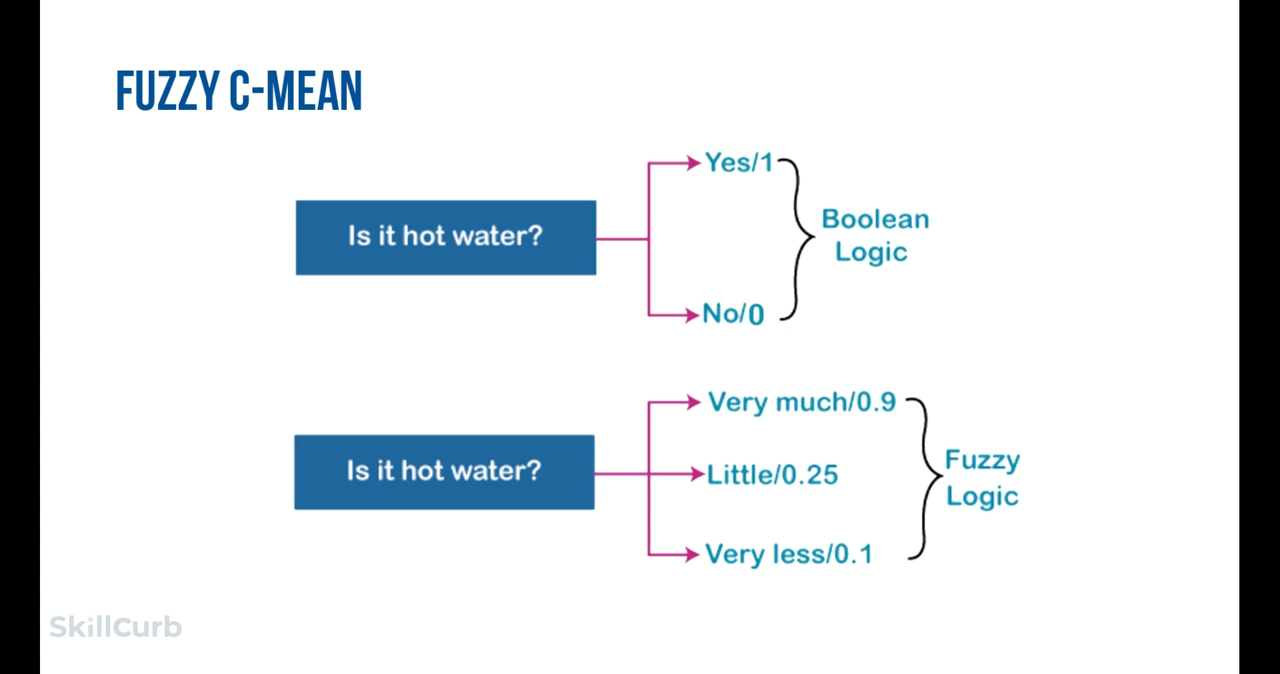 FUZZY C-MEAN
Is it hot water?
Yes/1
No/0
Boolean
Logic
Is it hot water?
Very much/0.9
Little/0.25
Very less/0.1
Fuzzy
Logic
SkillCurb